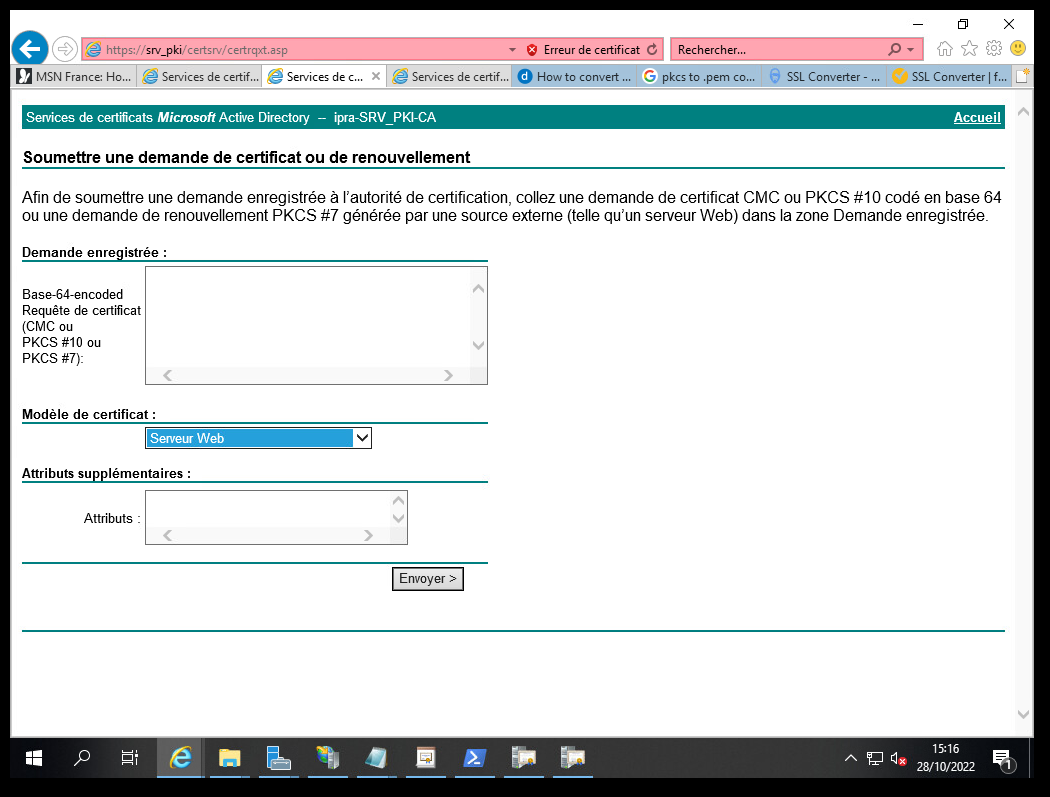 https://srv_pki/certsrv/certrqxt.asp
Erreur de certificat
Rechercher...
MSN France: Ho...
Services de certif...
Services de c...
Services de certif...
How to convert ...
pkcs to .pem co...
SSL Converter - ...
SSL Converter | f...
Services de certificats Microsoft Active Directory – ipra-SRV_PKI-CA
Accueil
Soumettre une demande de certificat ou de renouvellement
Afin de soumettre une demande enregistrée à l’autorité de certification, collez une demande de certificat CMC ou PKCS #10 codé en base 64
ou une demande de renouvellement PKCS #7 générée par une source externe (telle qu’un serveur Web) dans la zone Demande enregistrée.
Demande enregistrée :
Base-64-encoded
Requête de certificat
(CMC ou
PKCS #10 ou
PKCS #7):
Modèle de certificat :
Serveur Web
Attributs supplémentaires :
Attributs :
Envoyer >
15:16
28/10/2022
1